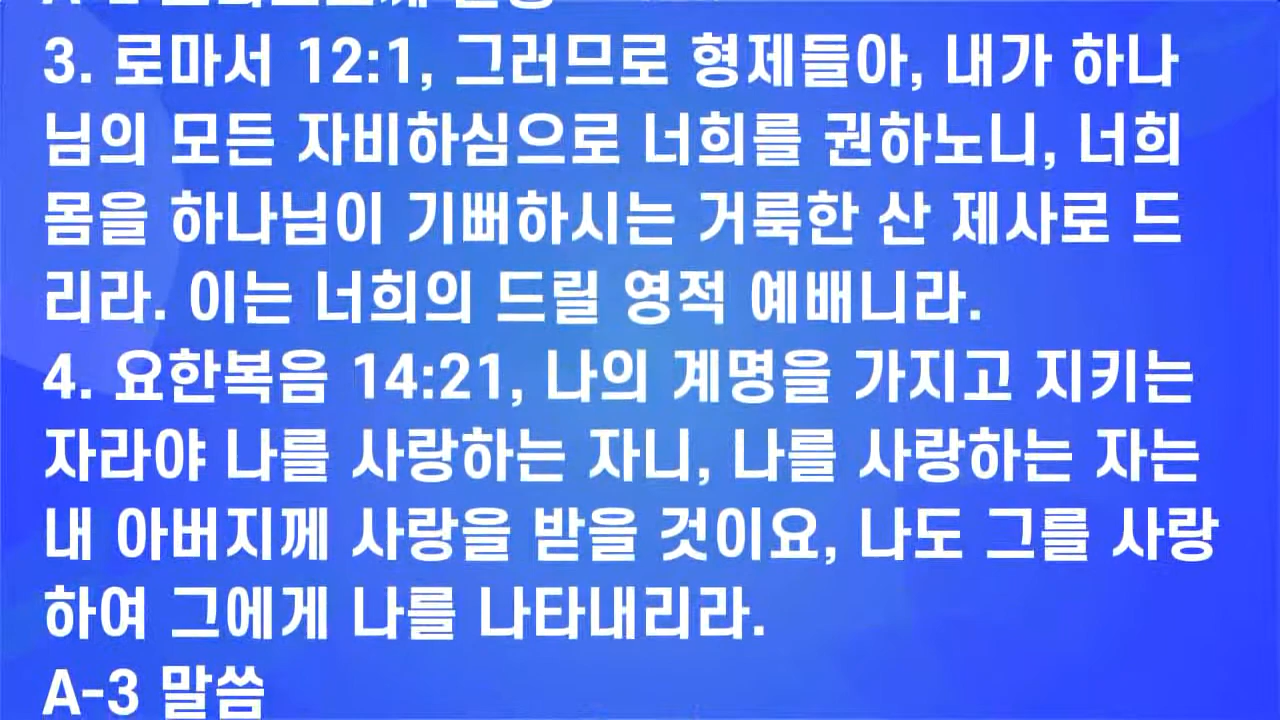 3. 로마서 12:1, 그러므로 형제들아, 내가 하나
님의 모든 자비하심으로 너희를 권하노니, 너희
몸을 하나님이 기뻐하시는 거룩한 산 제사로 드
리라. 이는 너희의 드릴 영적 예배니라.
4. 요한복음 14:21, 나의 계명을 가지고 지키는
자라야 나를 사랑하는 자니, 나를 사랑하는 자는
내 아버지께 사랑을 받을 것이요, 나도 그를 사랑
하여 그에게 나를 나타내리라.
A-3 말씀